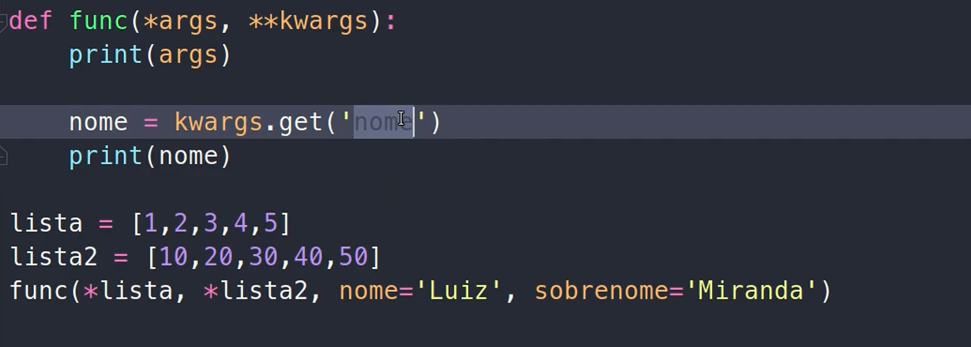 def func(*args, **kwargs):
    print(args)
    nome = kwargs.get('nome')
    print(nome)
lista = [1,2,3,4,5]
lista2 = [10,20,30,40,50]
func(*lista, *lista2, nome='Luiz', sobrenome='Miranda')